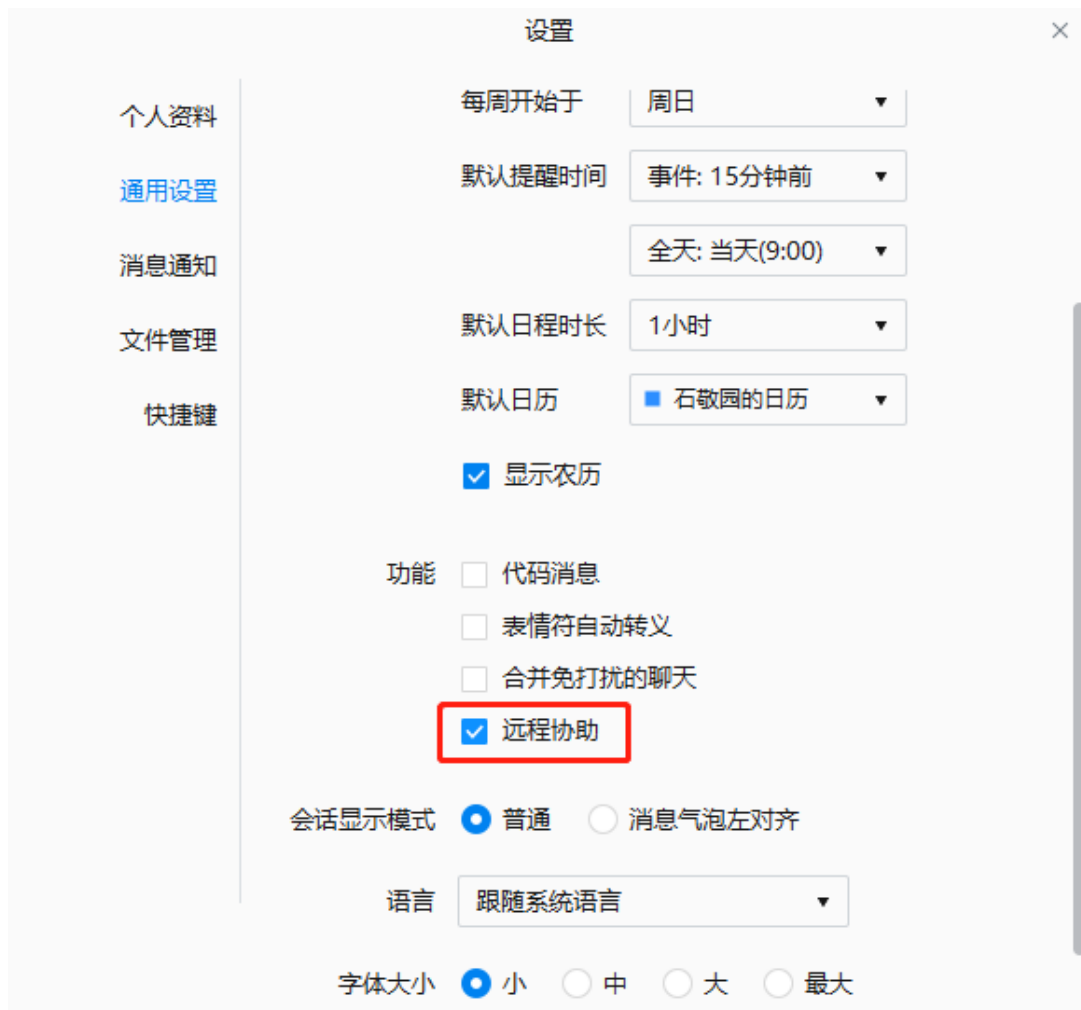 设置
个人资料
通用设置
消息通知
文件管理
快捷键
每周开始于 周日
默认提醒时间 事件: 15分钟前
全天: 当天(9:00)
默认日程时长 1小时
默认日历 石敬园的日历
显示农历
功能 代码消息
表情符自动转义
合并免打扰的聊天
远程协助
会话显示模式 普通 消息气泡左对齐
语言 跟随系统语言
字体大小 小 中 大 最大